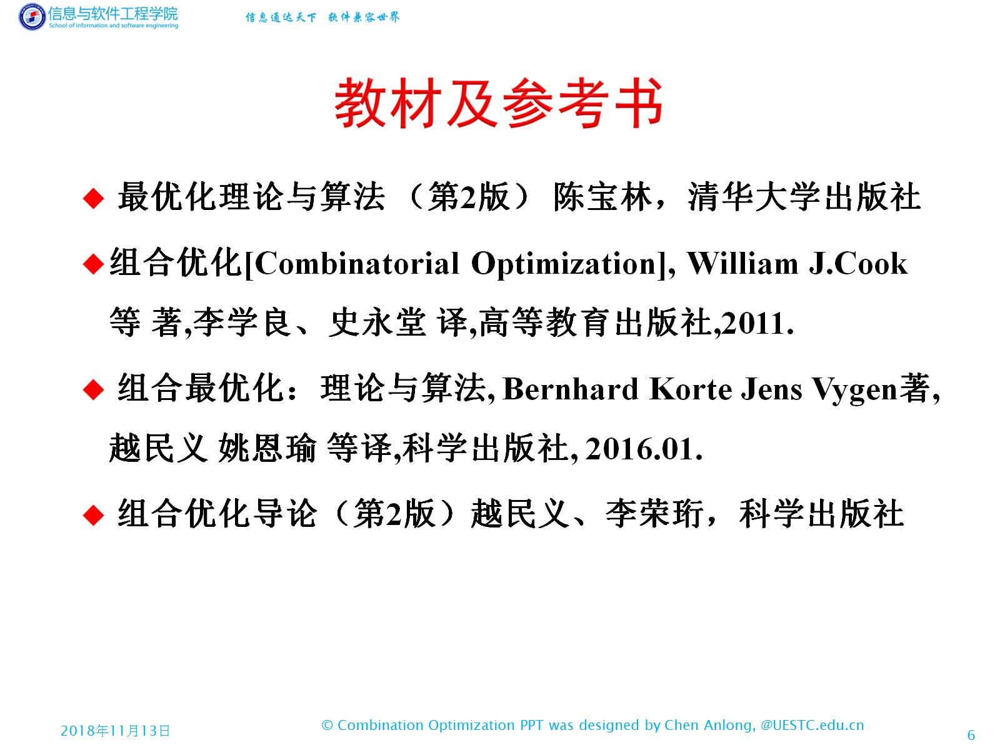 信息与软件工程学院
School of information and software engineering
信息通达天下 软件兼容世界
教材及参考书
最优化理论与算法 （第2版） 陈宝林，清华大学出版社
组合优化[Combinatorial Optimization], William J.Cook
等 著,李学良、史永堂 译,高等教育出版社,2011.
组合最优化：理论与算法, Bernhard Korte Jens Vygen著,
越民义 姚恩瑜 等译,科学出版社, 2016.01.
组合优化导论（第2版）越民义、李荣珩，科学出版社
2018年11月13日
© Combination Optimization PPT was designed by Chen Anlong, @UESTC.edu.cn
6